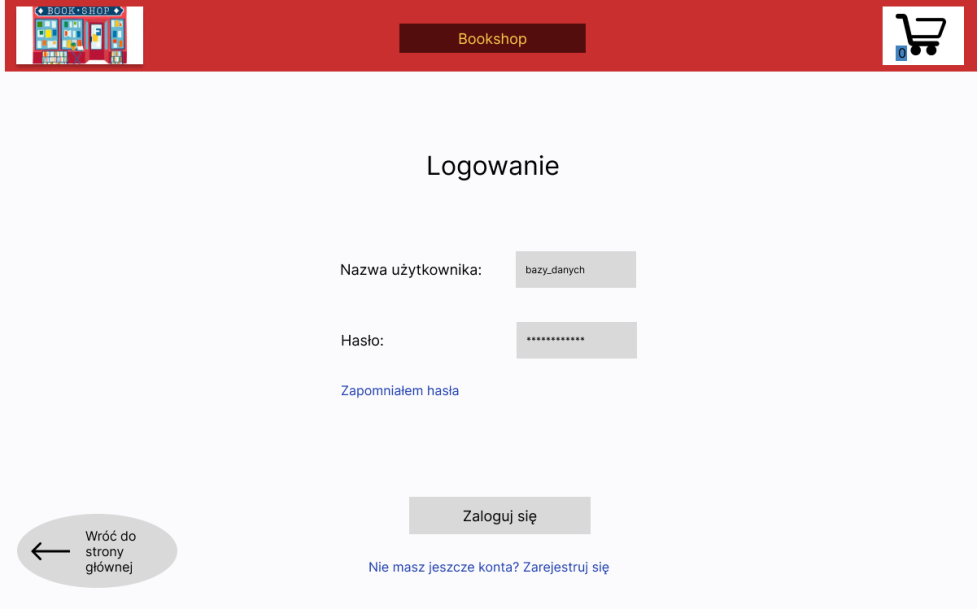 BOOK•SHOP
Bookshop
0
Logowanie
Nazwa użytkownika:
bazy_danych
Hasło:
************
Zapomniałem hasła
Zaloguj się
Wróć do
strony
głównej
Nie masz jeszcze konta? Zarejestruj się